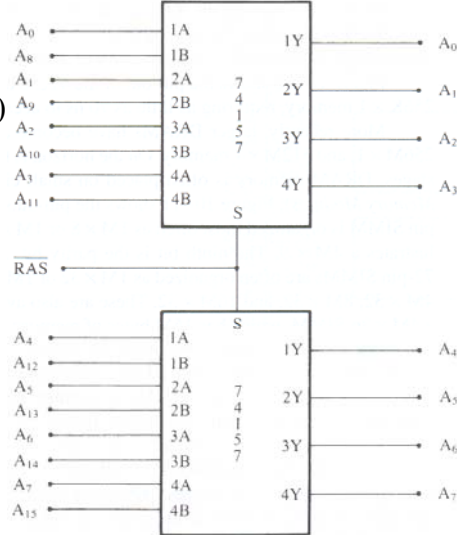 A₀ 1A 1Y A₀
A₈ 1B
A₁ 2A 2Y A₁
A₉ 2B
)
A₂ 3A 3Y A₂
A₁₀ 3B
A₃ 4A 4Y A₃
A₁₁ 4B
7
4
1
5
7
S
R̅A̅S̅
S
A₄ 1A 1Y A₄
A₁₂ 1B
A₅ 2A 2Y A₅
A₁₃ 2B
A₆ 3A 3Y A₆
A₁₄ 3B
A₇ 4A 4Y A₇
A₁₅ 4B
7
4
1
5
7